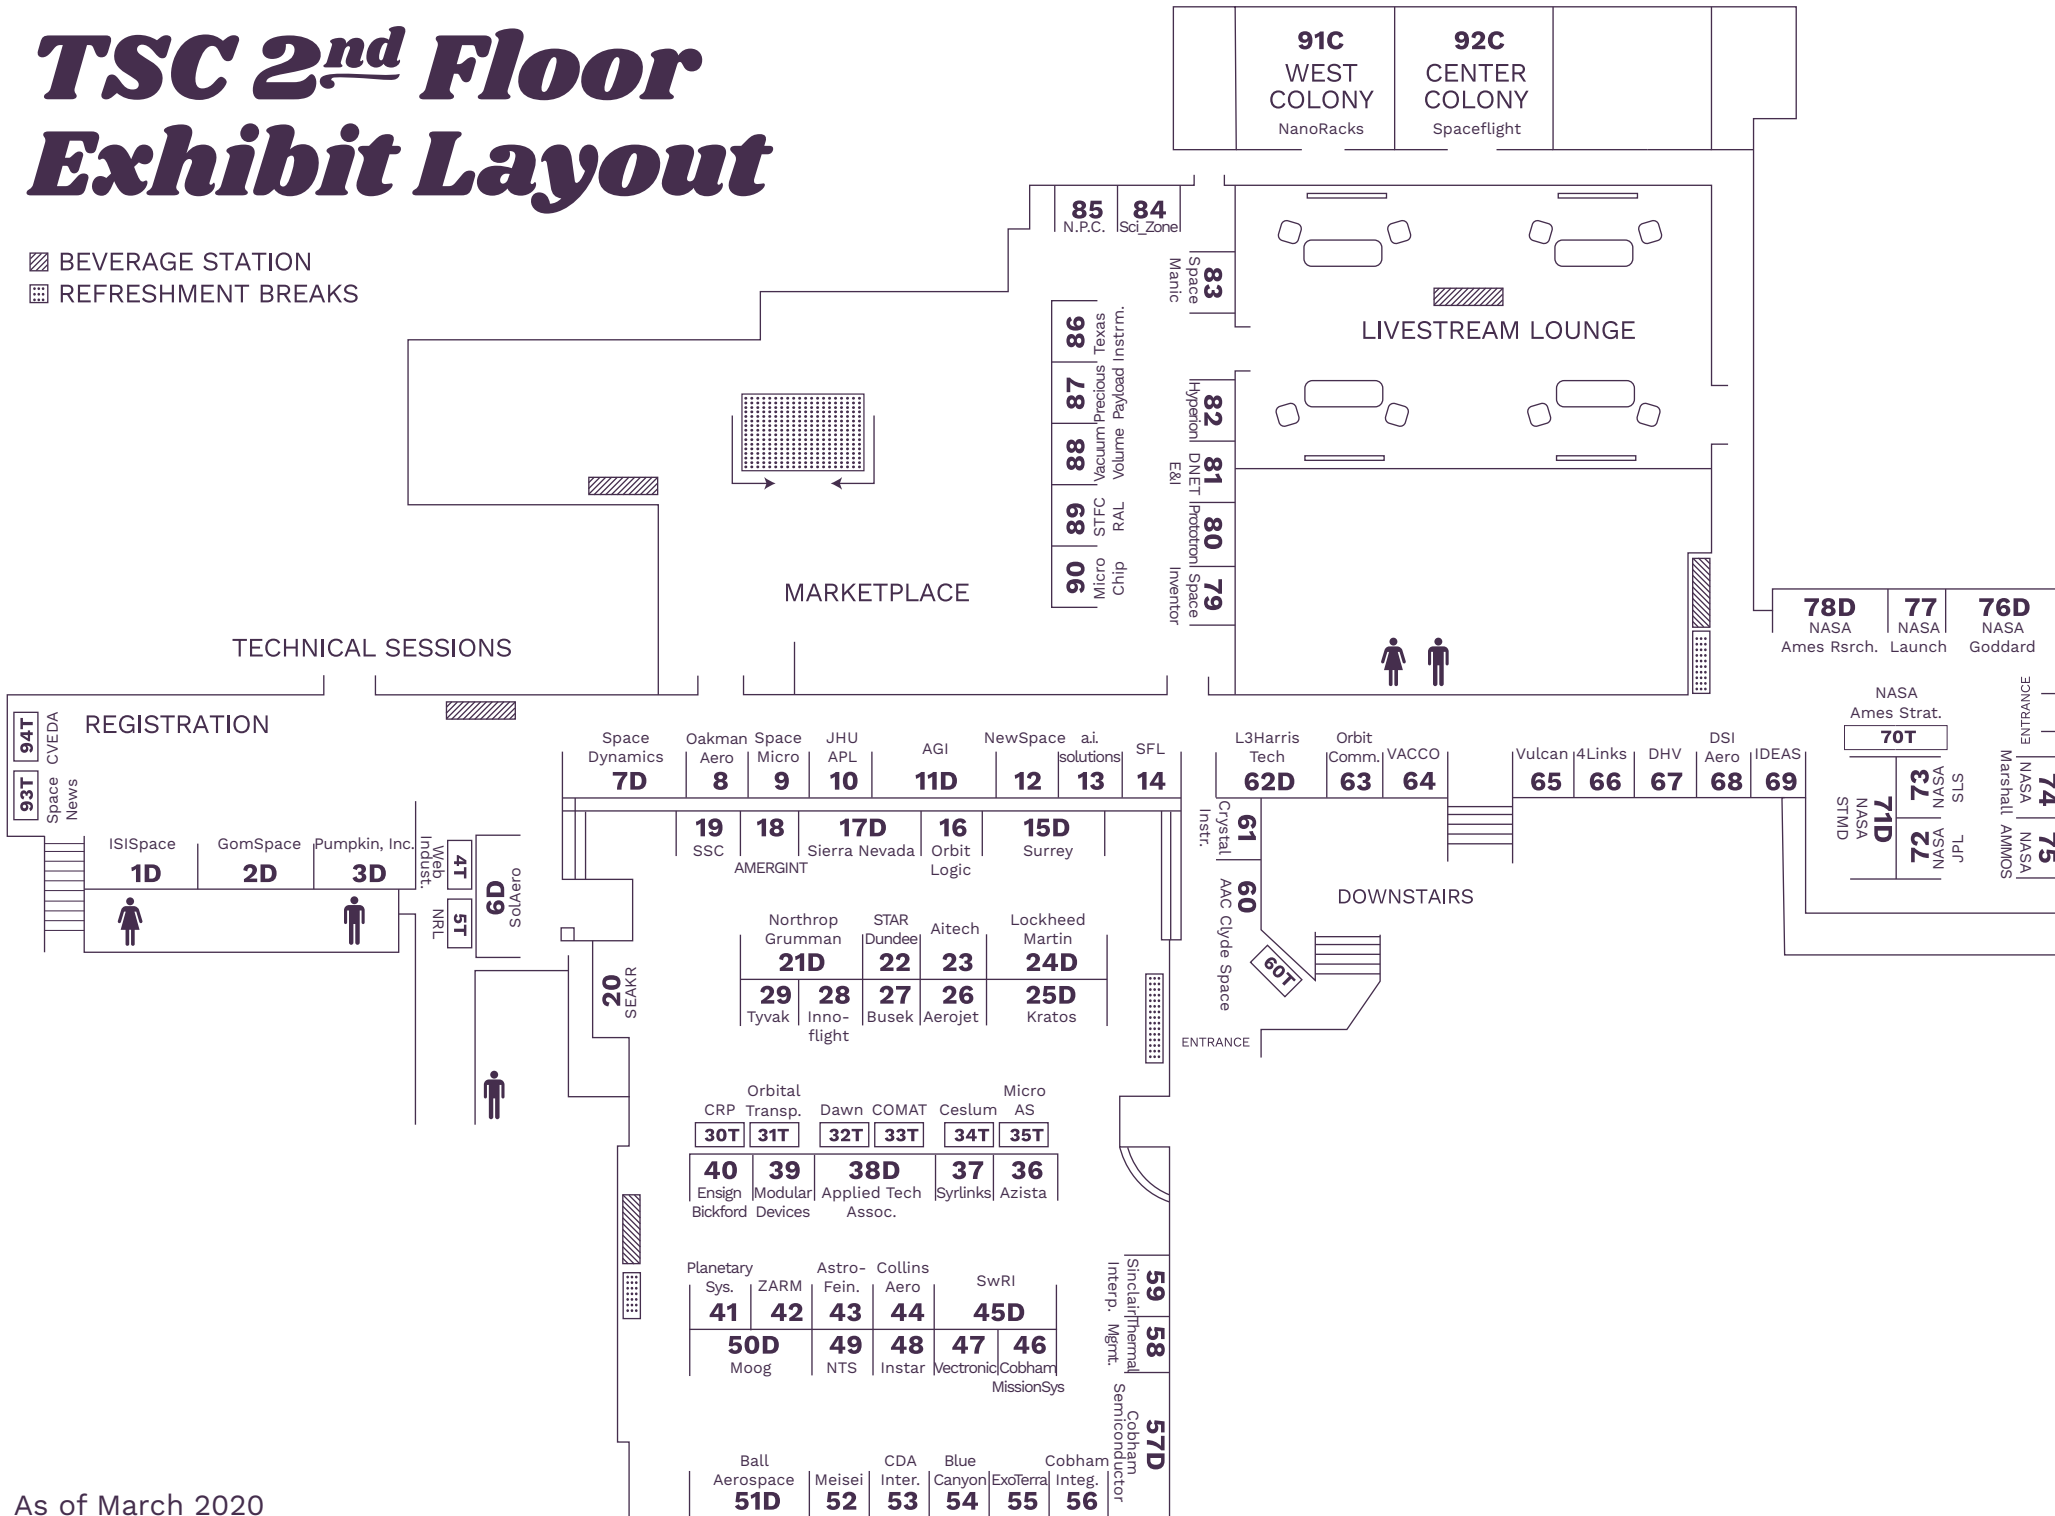 TSC 2nd Floor
Exhibit Layout
BEVERAGE STATION
REFRESHMENT BREAKS
91C
WEST
COLONY
NanoRacks
92C
CENTER
COLONY
Spaceflight
85
N.P.C.
84
Sci_Zone
83
Space
Manic
86
Texas
Instrm.
87
Precious
Payload
88
Vacuum
Volume
89
STFC
RAL
90
Micro
Chip
82
Hyperion
81
DNET
E&I
80
Prototron
79
Space
Inventor
LIVESTREAM LOUNGE
MARKETPLACE
TECHNICAL SESSIONS
REGISTRATION
94T
CVEDA
93T
Space
News
78D
NASA
Ames Rsrch.
77
NASA
Launch
76D
NASA
Goddard
NASA
Ames Strat.
70T
ENTRANCE
71D
NASA
STMD
73
NASA
SLS
72
NASA
JPL
74
NASA
Marshall
75
NASA
AMMOS
ISISpace
1D
GomSpace
2D
Pumpkin, Inc.
3D
Web
Indust.
4T
NRL
5T
6D
SolAero
Space
Dynamics
7D
Oakman
Aero
8
Space
Micro
9
JHU
APL
10
AGI
11D
NewSpace
12
a.i.
solutions
13
SFL
14
L3Harris
Tech
62D
Orbit
Comm.
63
VACCO
64
Vulcan
65
4Links
66
DHV
67
DSI
Aero
68
IDEAS
69
19
SSC
18
AMERGINT
17D
Sierra Nevada
16
Orbit
Logic
15D
Surrey
61
Crystal
Instr.
60
AAC Clyde Space
60T
DOWNSTAIRS
ENTRANCE
20
SEAKR
Northrop
Grumman
21D
STAR
Dundee
22
Aitech
23
Lockheed
Martin
24D
29
Tyvak
28
Inno-
flight
27
Busek
26
Aerojet
25D
Kratos
CRP
30T
Orbital
Transp.
31T
Dawn
32T
COMAT
33T
Ceslum
34T
Micro
AS
35T
40
Ensign
Bickford
39
Modular
Devices
38D
Applied Tech
Assoc.
37
Syrlinks
36
Azista
Planetary
Sys.
41
ZARM
42
Astro-
Fein.
43
Collins
Aero
44
SwRI
45D
50D
Moog
49
NTS
48
Instar
47
Vectronic
46
Cobham
MissionSys
59
Sinclair
Interp.
58
Thermal
Mgmt.
57D
Cobham
Semiconductor
Ball
Aerospace
51D
Meisei
52
CDA
Inter.
53
Blue
Canyon
54
ExoTerra
55
Cobham
Integ.
56
As of March 2020